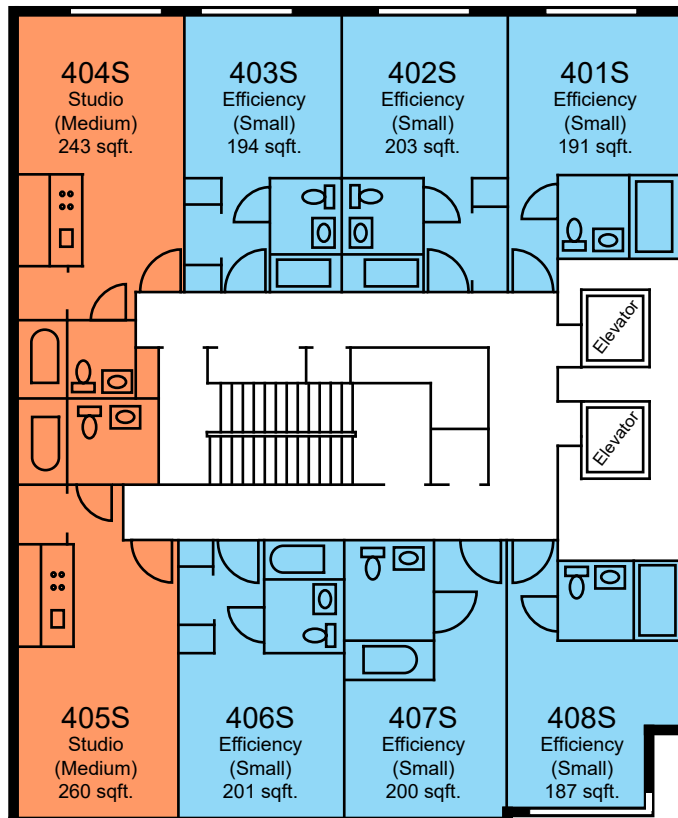 404S
Studio
(Medium)
243 sqft.
403S
Efficiency
(Small)
194 sqft.
402S
Efficiency
(Small)
203 sqft.
401S
Efficiency
(Small)
191 sqft.
Elevator
Elevator
405S
Studio
(Medium)
260 sqft.
406S
Efficiency
(Small)
201 sqft.
407S
Efficiency
(Small)
200 sqft.
408S
Efficiency
(Small)
187 sqft.